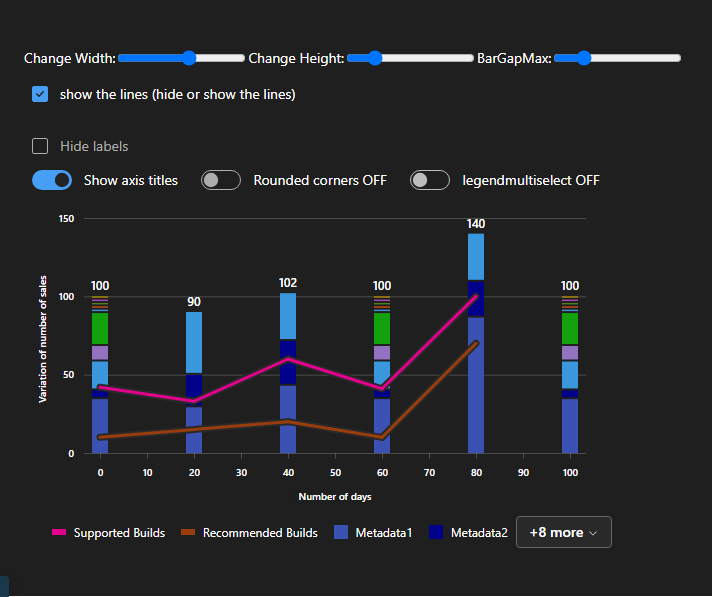 Change Width: Change Height: BarGapMax:
show the lines (hide or show the lines)
Hide labels
Show axis titles Rounded corners OFF legendmultiselect OFF
150
140
100 90 102 100 100
100
50
0
Variation of number of sales
0 10 20 30 40 50 60 70 80 90 100
Number of days
Supported Builds Recommended Builds Metadata1 Metadata2 +8 more